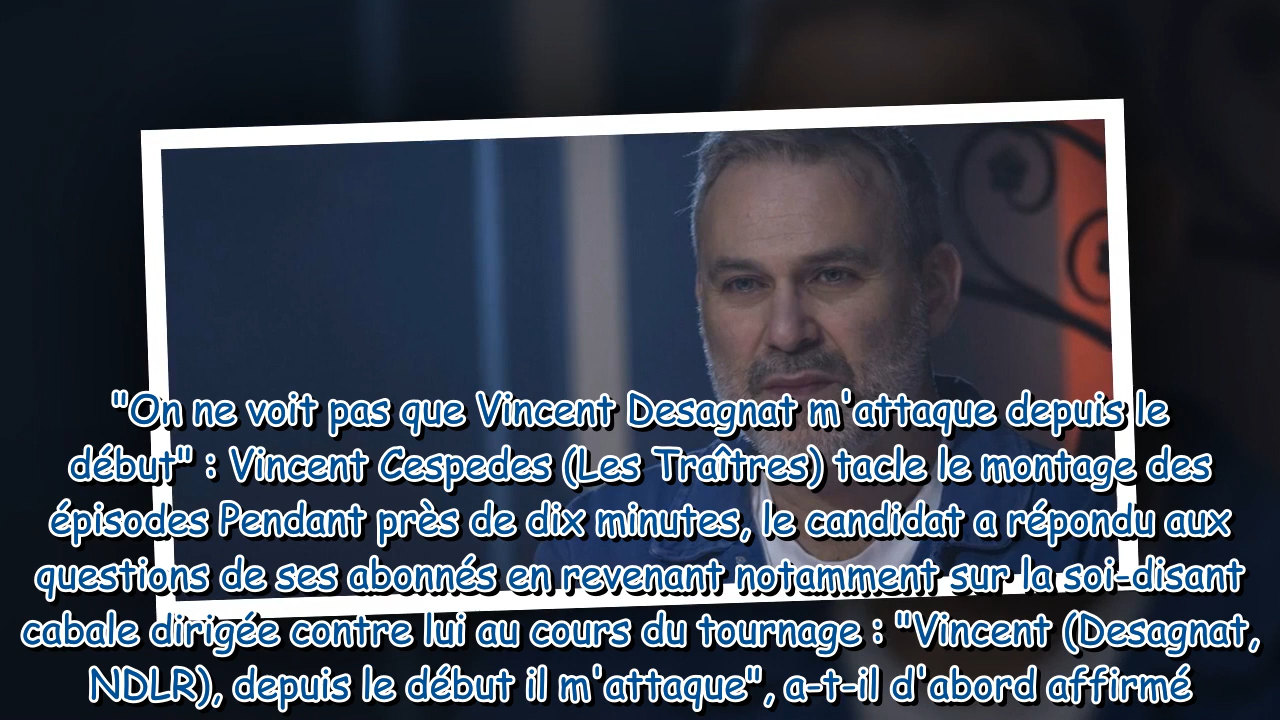 "On ne voit pas que Vincent Desagnat m'attaque depuis le
début" : Vincent Cespedes (Les Traîtres) tacle le montage des
épisodes Pendant près de dix minutes, le candidat a répondu aux
questions de ses abonnés en revenant notamment sur la soi-disant
cabale dirigée contre lui au cours du tournage : "Vincent (Desagnat,
NDLR), depuis le début il m'attaque", a-t-il d'abord affirmé